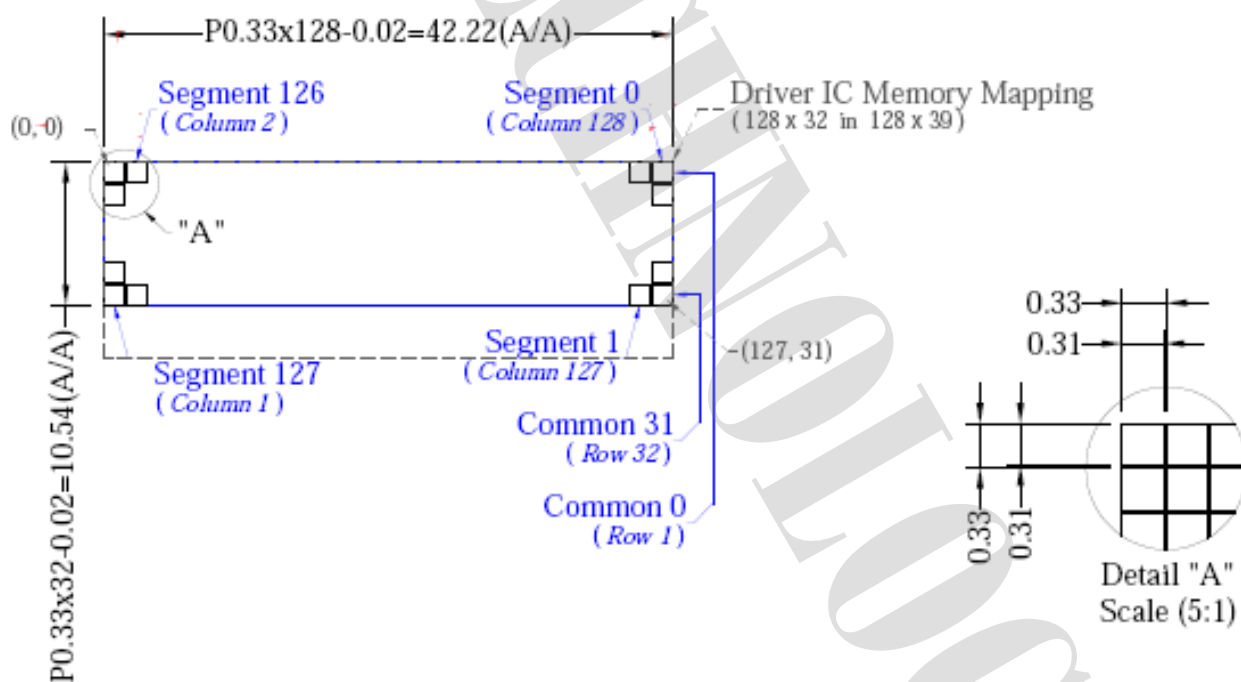 P0.33x128-0.02=42.22(A/A)
Segment 126
( Column 2 )
Segment 0
( Column 128 )
Driver IC Memory Mapping
( 128 x 32 in 128 x 39 )
(0, 0)
"A"
P0.33x32-0.02=10.54(A/A)
Segment 127
( Column 1 )
Segment 1
( Column 127 )
(127, 31)
Common 31
( Row 32 )
Common 0
( Row 1 )
0.33
0.31
0.33
0.31
Detail "A"
Scale (5:1)